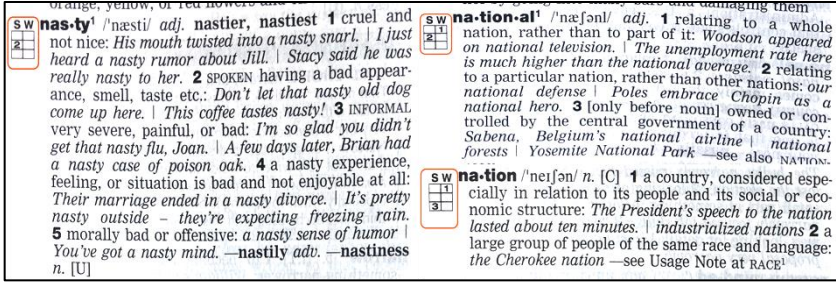 orange, yellow, or red flowers and
S W
2
nas·ty¹ /'næsti/ adj. nastier, nastiest 1 cruel and
not nice: His mouth twisted into a nasty snarl. | I just
heard a nasty rumor about Jill. | Stacy said he was
really nasty to her. 2 SPOKEN having a bad appear-
ance, smell, taste etc.: Don't let that nasty old dog
come up here. | This coffee tastes nasty! 3 INFORMAL
very severe, painful, or bad: I'm so glad you didn't
get that nasty flu, Joan. | A few days later, Brian had
a nasty case of poison oak. 4 a nasty experience,
feeling, or situation is bad and not enjoyable at all:
Their marriage ended in a nasty divorce. | It's pretty
nasty outside – they're expecting freezing rain.
5 morally bad or offensive: a nasty sense of humor |
You've got a nasty mind. —nastily adv. —nastiness
n. [U]
and damaging them
S W
1
2
na·tion·al¹ /'næʃənl/ adj. 1 relating to a whole
nation, rather than to part of it: Woodson appeared
on national television. | The unemployment rate here
is much higher than the national average. 2 relating
to a particular nation, rather than other nations: our
national defense | Poles embrace Chopin as a
national hero. 3 [only before noun] owned or con-
trolled by the central government of a country:
Sabena, Belgium's national airline | national
forests | Yosemite National Park —see also NATION-
S W
1
3
na·tion /'neɪʃən/ n. [C] 1 a country, considered espe-
cially in relation to its people and its social or eco-
nomic structure: The President's speech to the nation
lasted about ten minutes. | industrialized nations 2 a
large group of people of the same race and language:
the Cherokee nation —see Usage Note at RACE¹